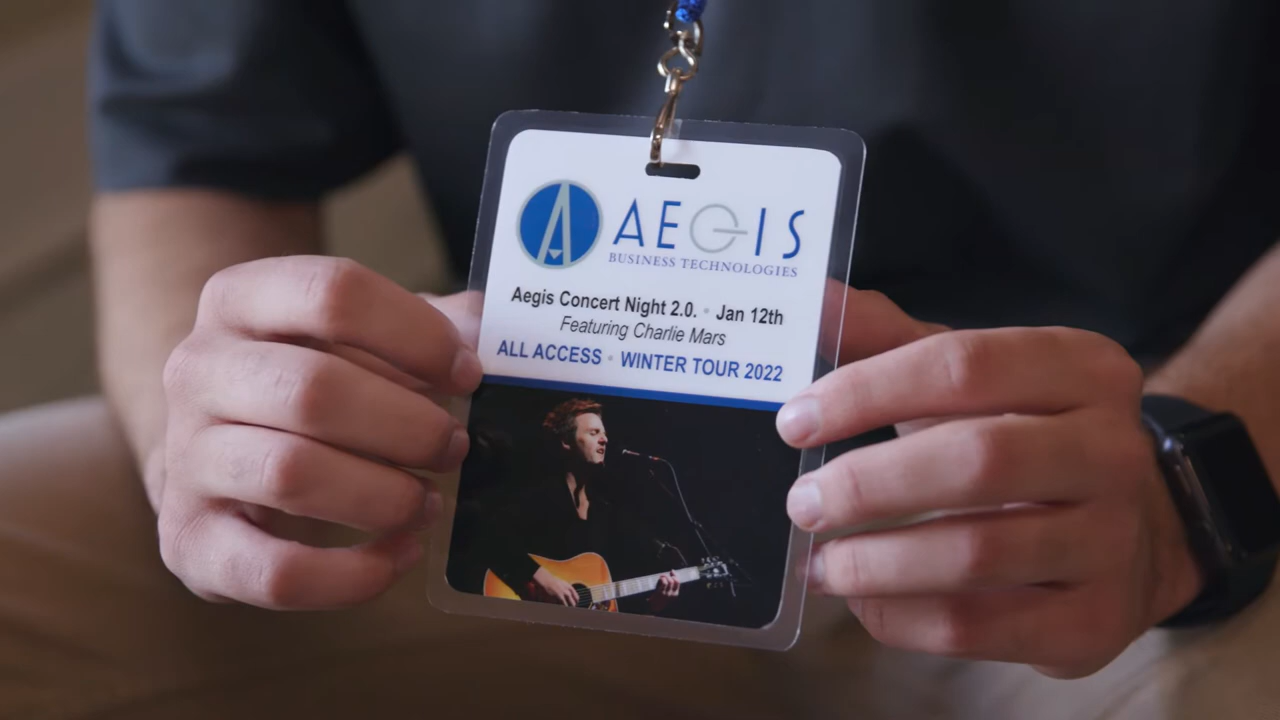 AEGIS
BUSINESS TECHNOLOGIES
Aegis Concert Night 2.0. • Jan 12th
Featuring Charlie Mars
ALL ACCESS • WINTER TOUR 2022